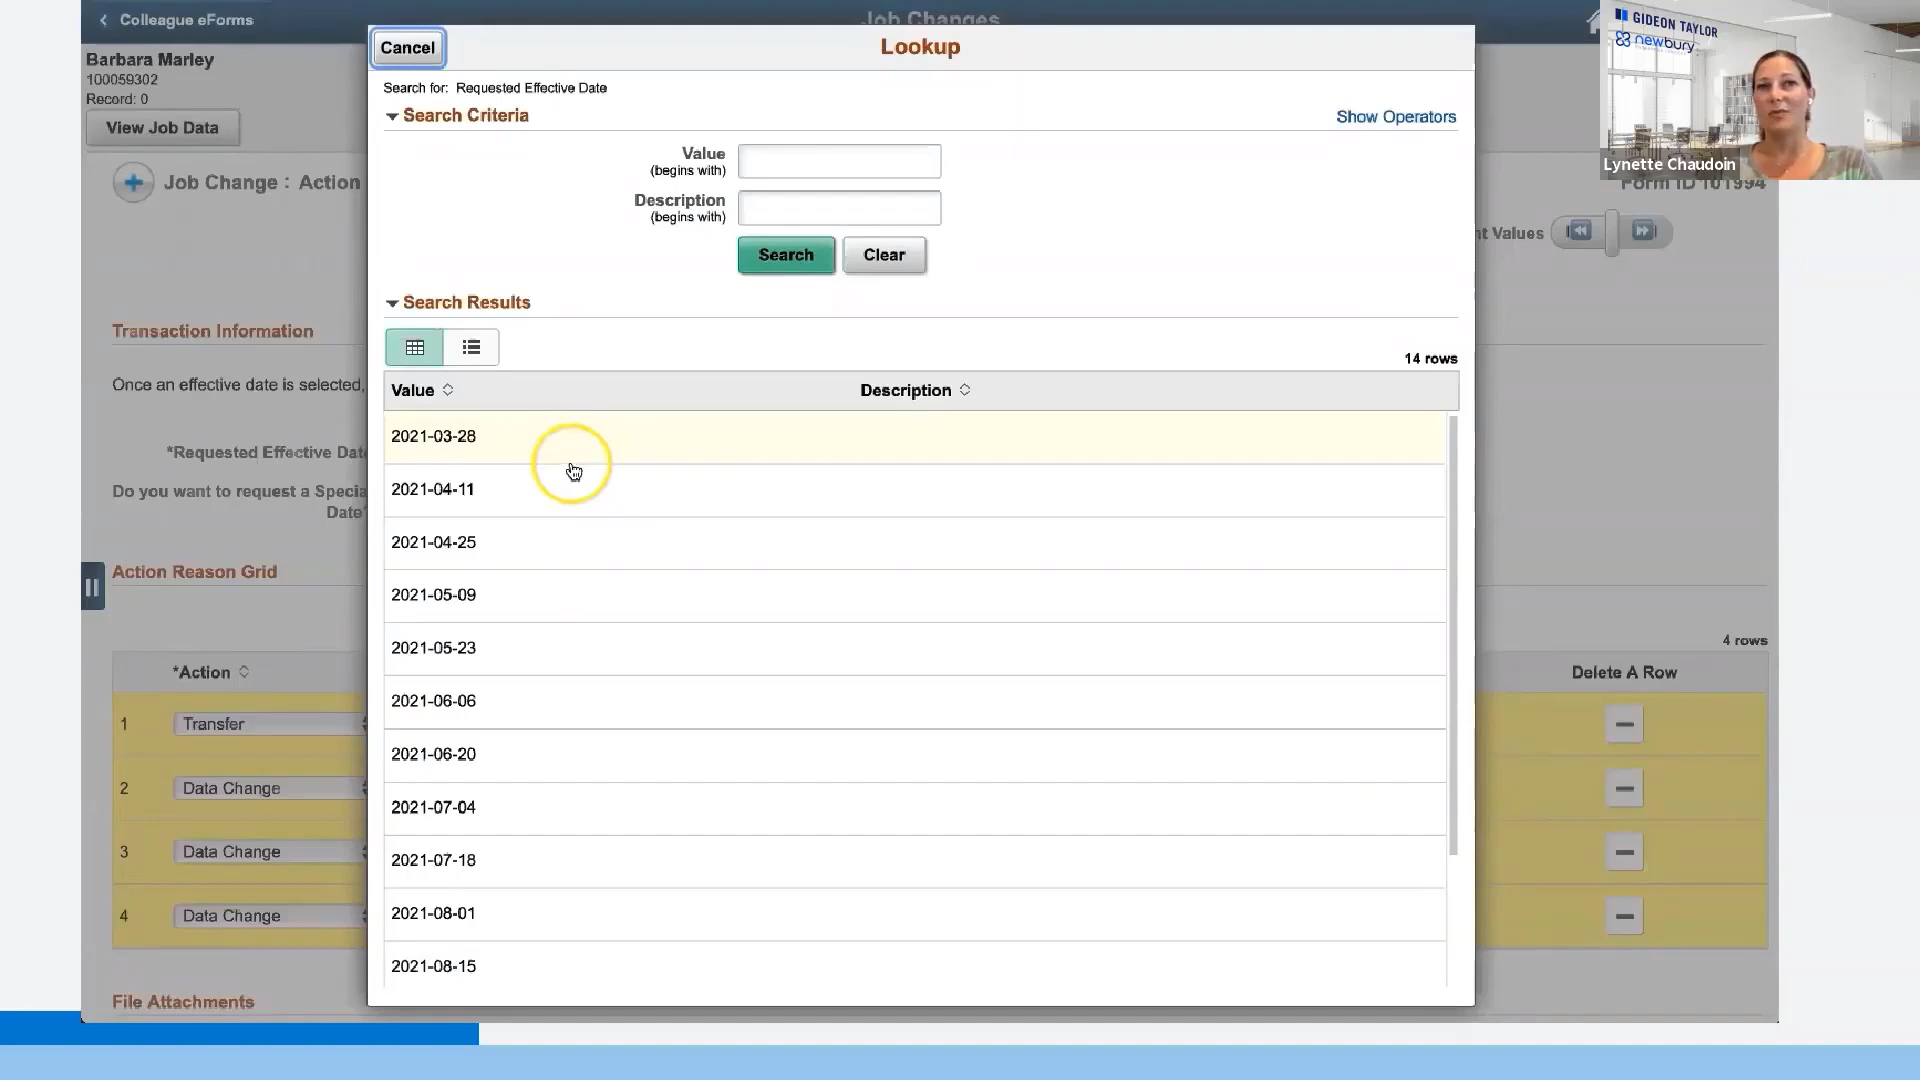 Colleague eForms
Job Changes
Barbara Marley
100059302
Record: 0
View Job Data
Job Change : Action
Form ID 101994
nt Values
Transaction Information
Once an effective date is selected,
*Requested Effective Dat
Do you want to request a Specia
Date
Action Reason Grid
4 rows
*Action
Delete A Row
1 Transfer
2 Data Change
3 Data Change
4 Data Change
File Attachments
Cancel
Lookup
Search for: Requested Effective Date
Search Criteria
Show Operators
Value
(begins with)
Description
(begins with)
Search
Clear
Search Results
14 rows
Value
Description
2021-03-28
2021-04-11
2021-04-25
2021-05-09
2021-05-23
2021-06-06
2021-06-20
2021-07-04
2021-07-18
2021-08-01
2021-08-15
GIDEON TAYLOR
newbury
Lynette Chaudoin